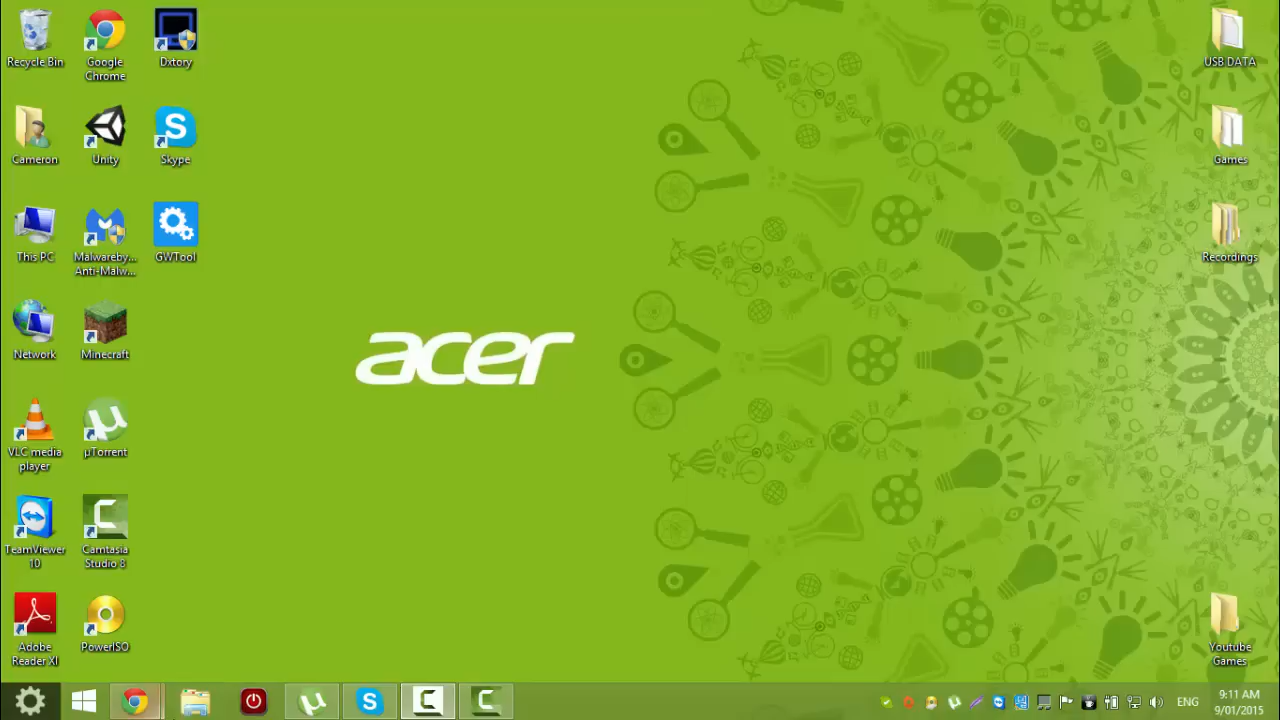 Recycle Bin
Google
Chrome
Dxtory
USB DATA
Cameron
Unity
Skype
Games
This PC
Malwareby...
Anti-Malw...
GWTool
Recordings
Network
Minecraft
acer
VLC media
player
µTorrent
TeamViewer
10
Camtasia
Studio 8
Adobe
Reader XI
PowerISO
Youtube
Games
ENG
9:11 AM
9/01/2015